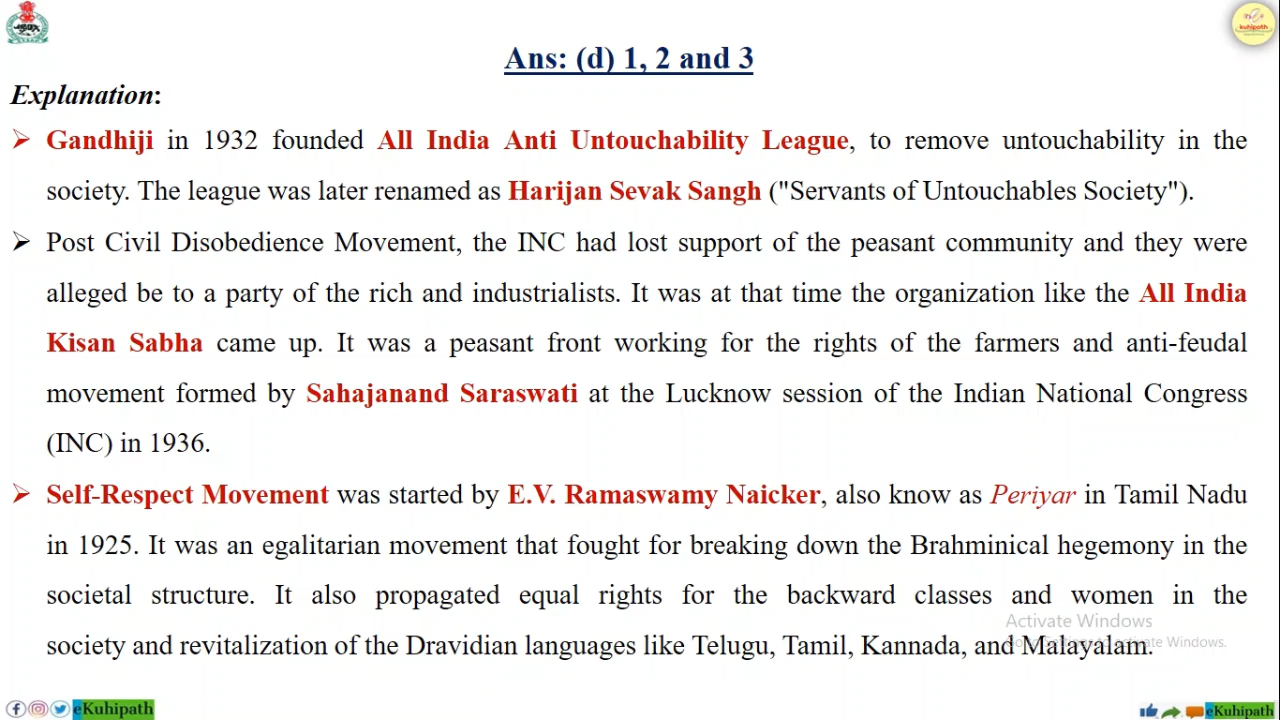 kuhipath
Ans: (d) 1, 2 and 3
Explanation:
➢ Gandhiji in 1932 founded All India Anti Untouchability League, to remove untouchability in the
society. The league was later renamed as Harijan Sevak Sangh ("Servants of Untouchables Society").
➢ Post Civil Disobedience Movement, the INC had lost support of the peasant community and they were
alleged be to a party of the rich and industrialists. It was at that time the organization like the All India
Kisan Sabha came up. It was a peasant front working for the rights of the farmers and anti-feudal
movement formed by Sahajanand Saraswati at the Lucknow session of the Indian National Congress
(INC) in 1936.
➢ Self-Respect Movement was started by E.V. Ramaswamy Naicker, also know as Periyar in Tamil Nadu
in 1925. It was an egalitarian movement that fought for breaking down the Brahminical hegemony in the
societal structure. It also propagated equal rights for the backward classes and women in the
society and revitalization of the Dravidian languages like Telugu, Tamil, Kannada, and Malayalam.
Activate Windows
Go to Settings to activate Windows.
eKuhipath
eKuhipath